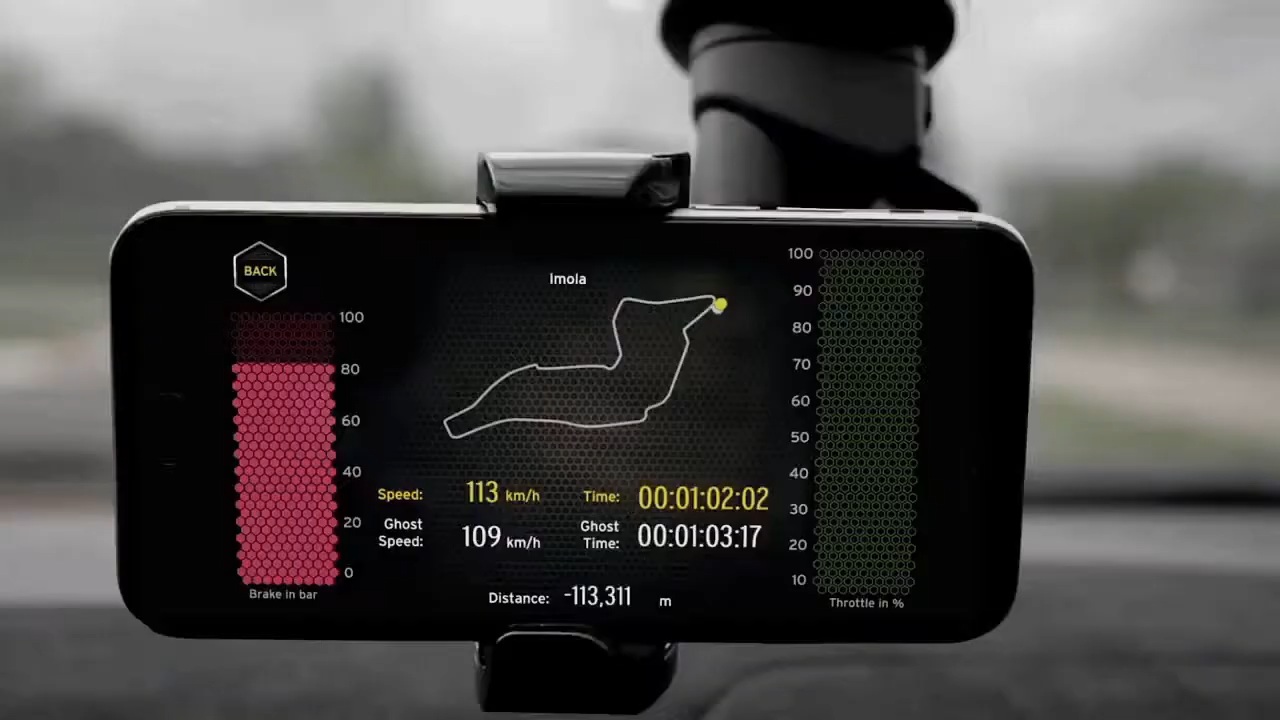 BACK
Imola
100
80
60
40
20
0
Brake in bar
Speed: 113 km/h
Time: 00:01:02:02
Ghost
Speed: 109 km/h
Ghost
Time: 00:01:03:17
Distance: -113,311 m
100
90
80
70
60
50
40
30
20
10
Throttle in %